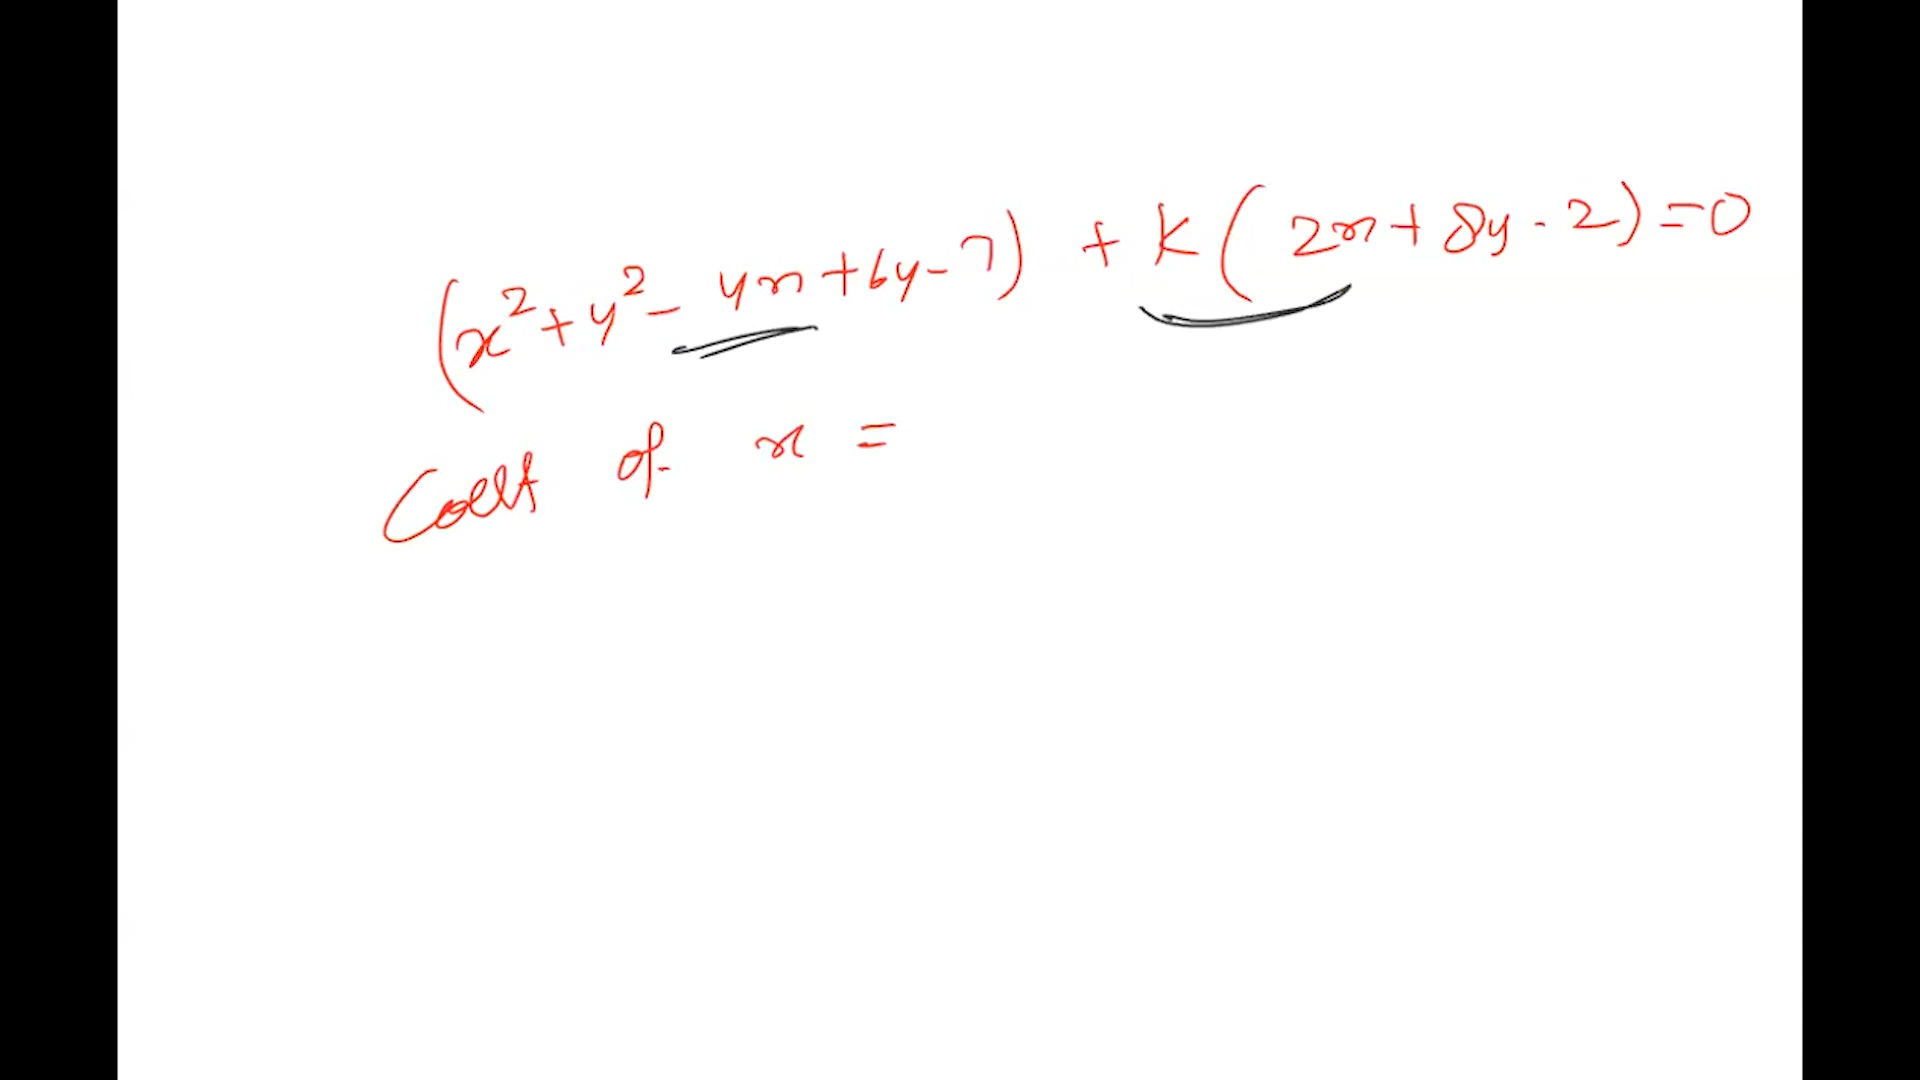 (x²+y²-4x+6y-7) + K(2x+8y-2)=0
Coeff of x =